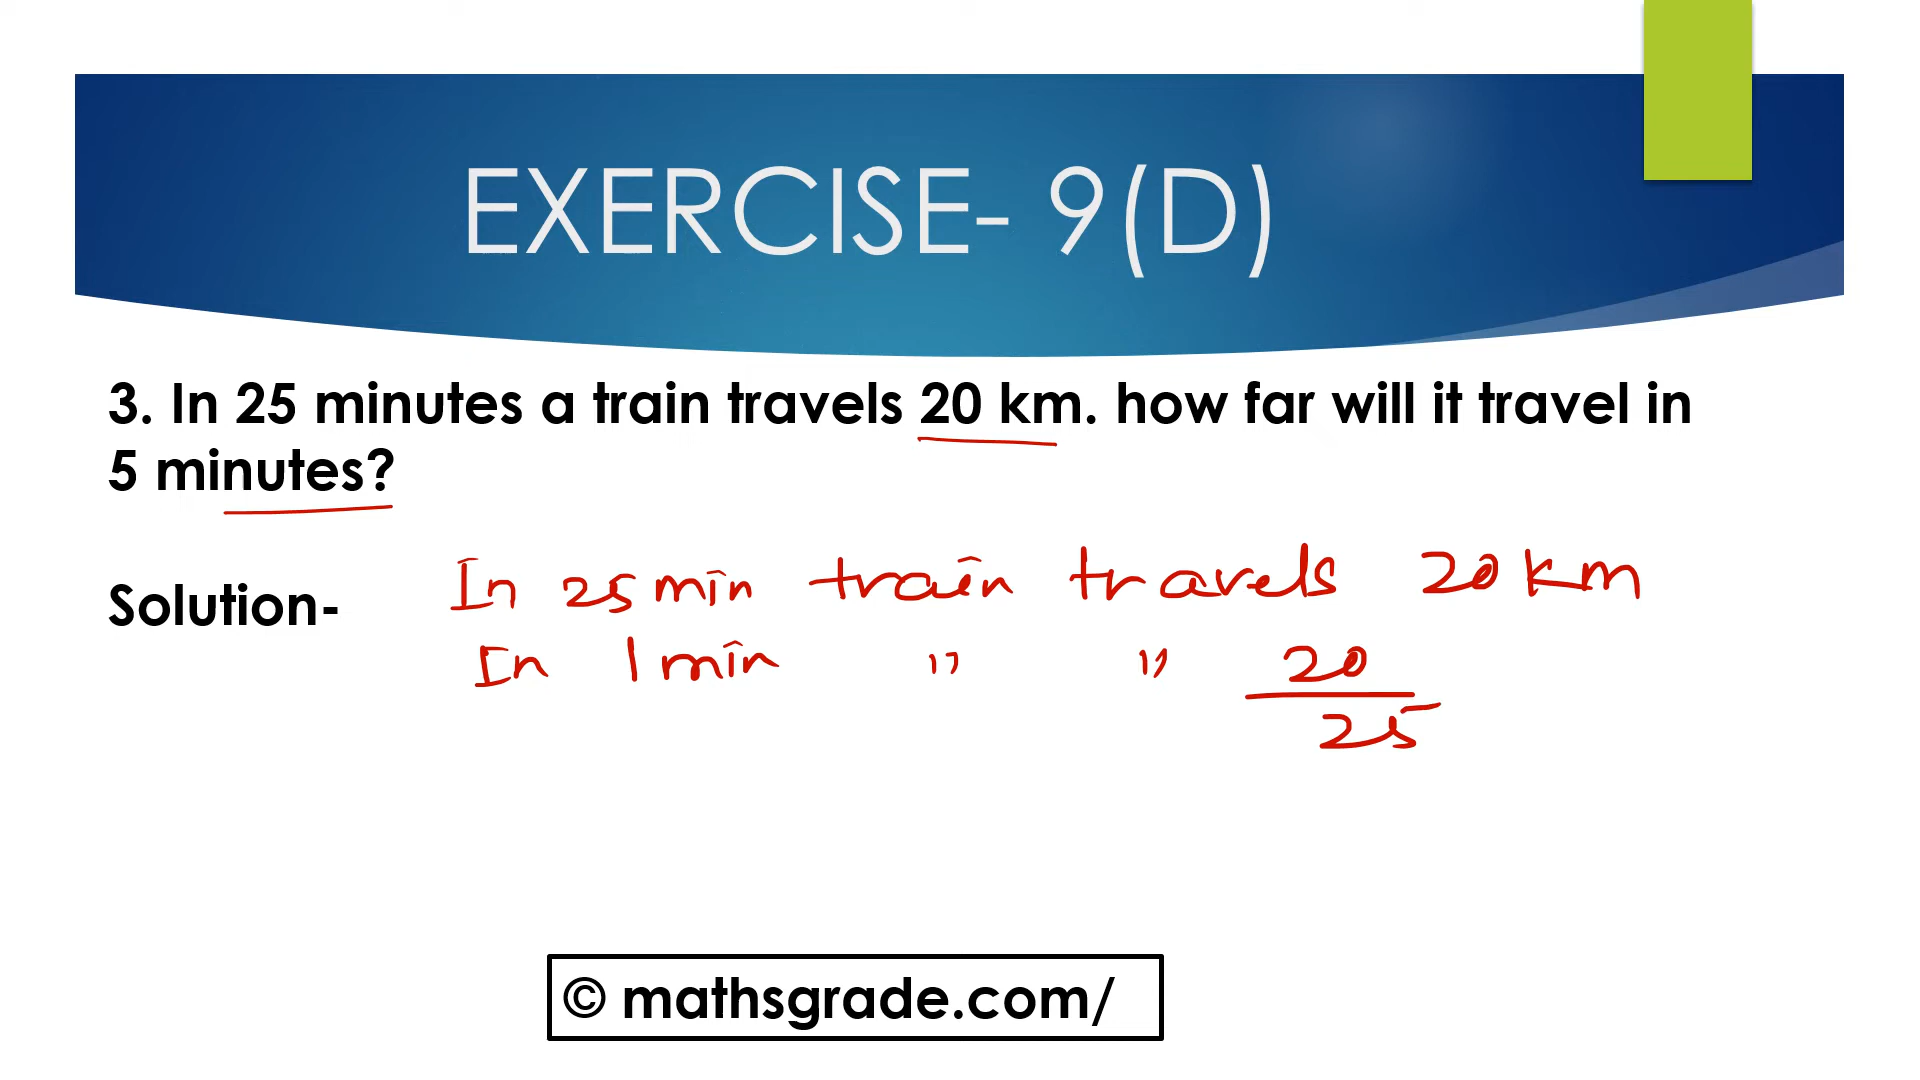 EXERCISE- 9(D)
3. In 25 minutes a train travels 20 km. how far will it travel in
5 minutes?
Solution-
In 25 min train travels 20 km
In 1 min " " 20
25
© mathsgrade.com/